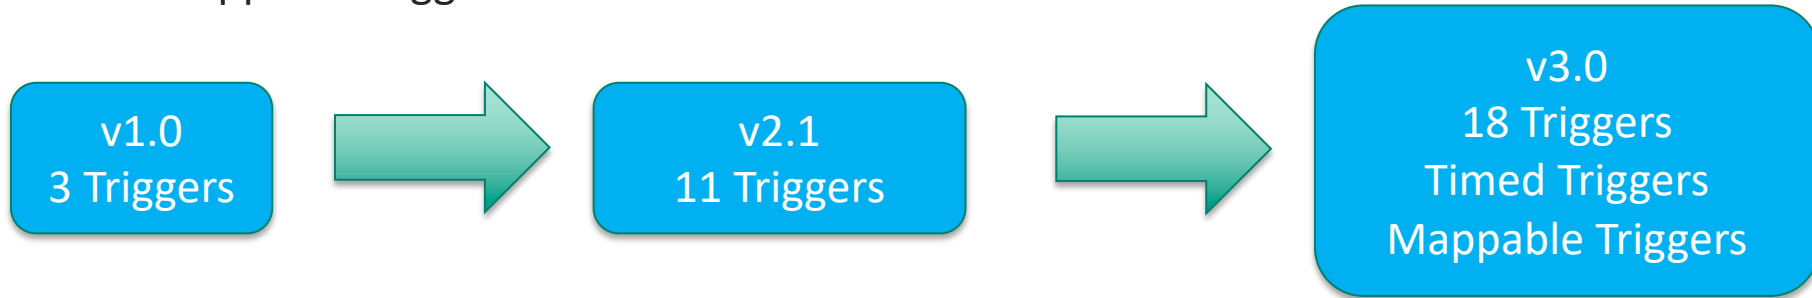 v1.0
3 Triggers
v2.1
11 Triggers
v3.0
18 Triggers
Timed Triggers
Mappable Triggers